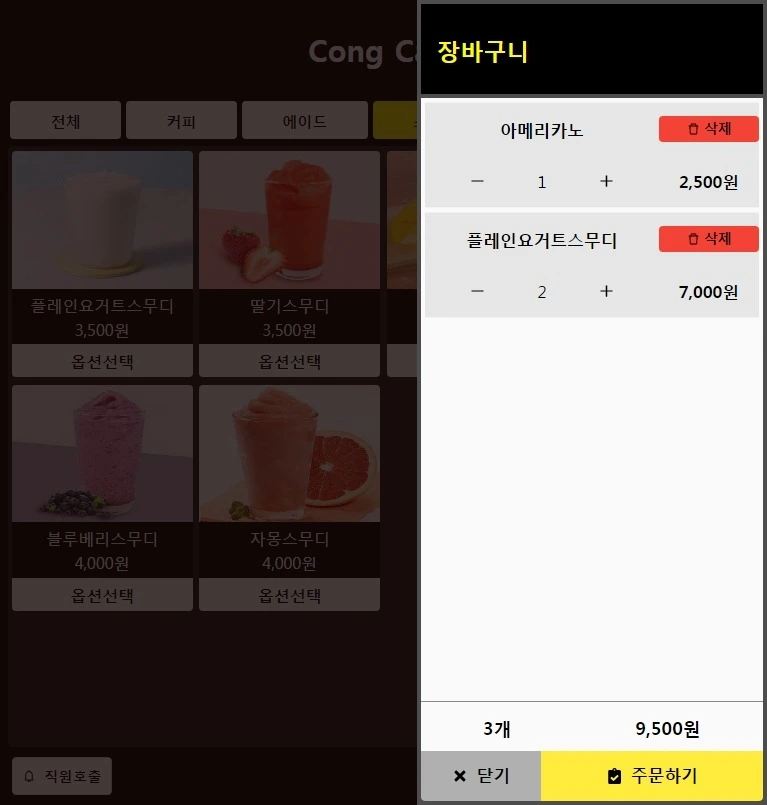 Cong
장바구니
전체
커피
에이드
아메리카노
삭제
1
2,500원
플레인요거트스무디
삭제
2
7,000원
플레인요거트스무디
3,500원
옵션선택
딸기스무디
3,500원
옵션선택
블루베리스무디
4,000원
옵션선택
자몽스무디
4,000원
옵션선택
직원호출
3개
9,500원
닫기
주문하기